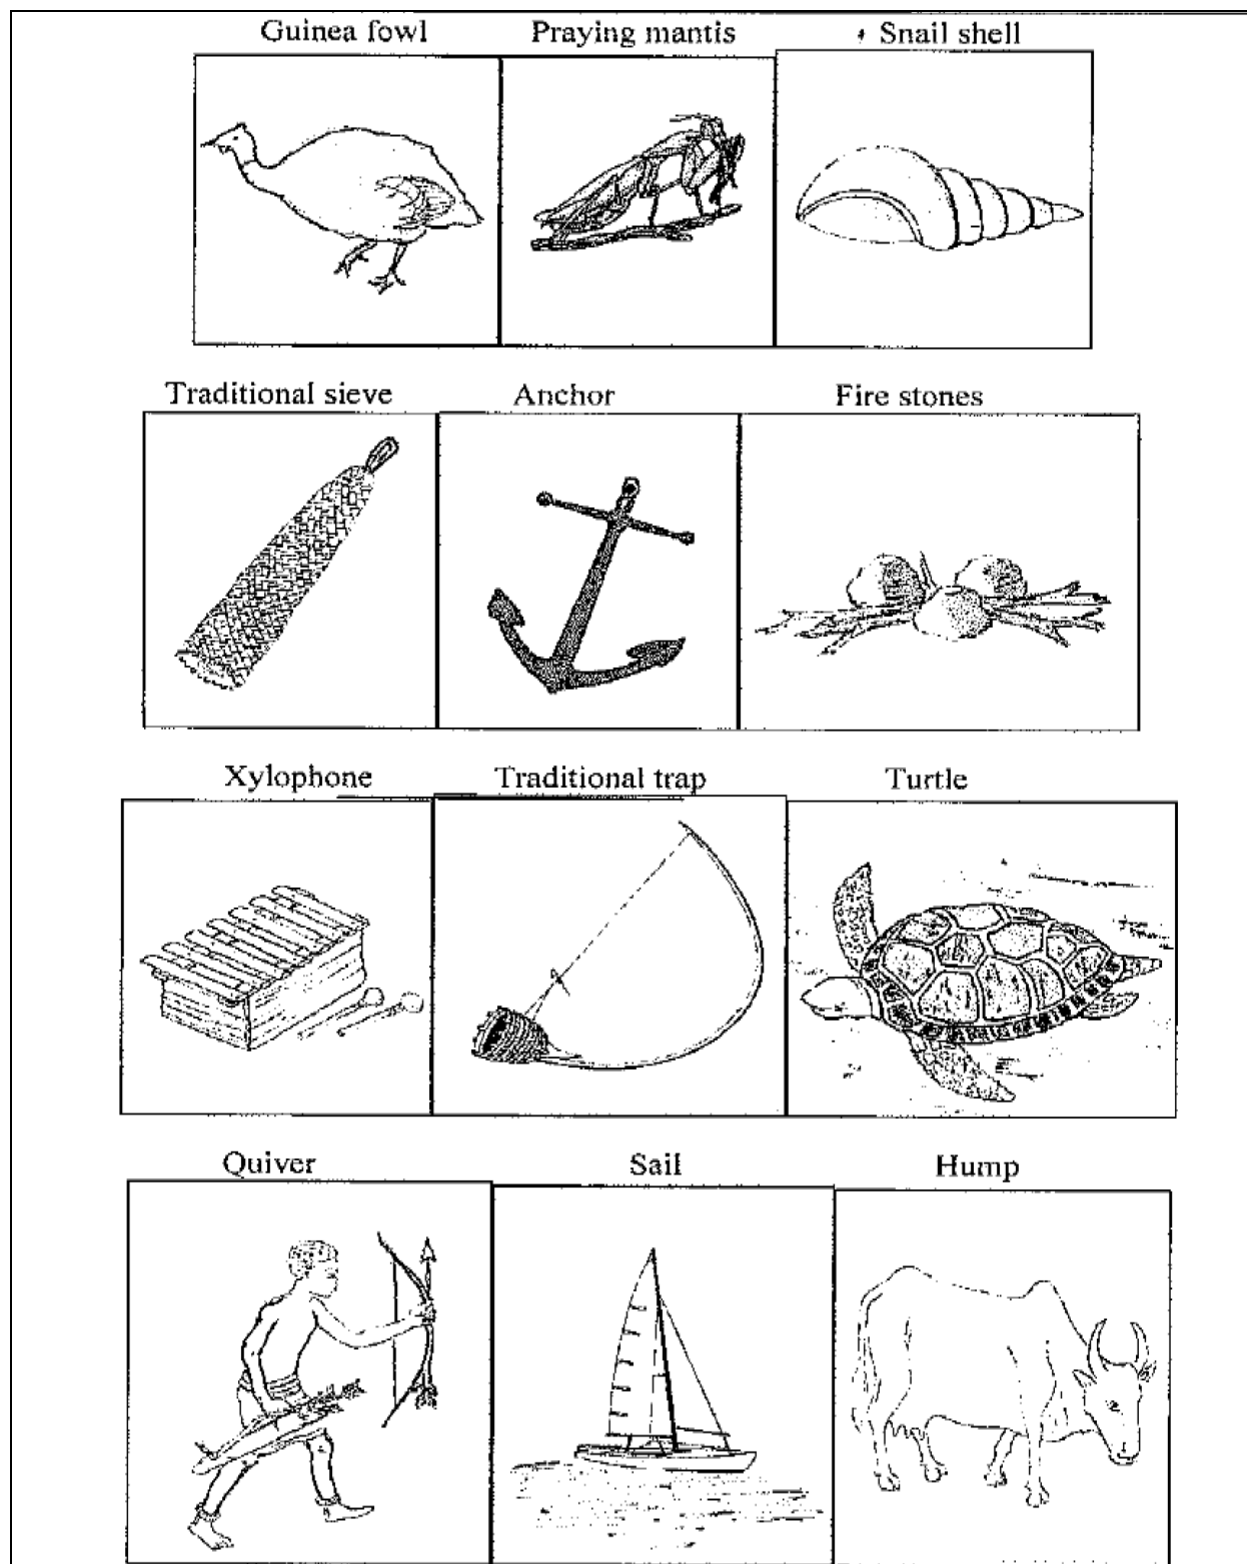 Guinea fowl Praying mantis Snail shell
Traditional sieve Anchor Fire stones
Xylophone Traditional trap Turtle
Quiver Sail Hump